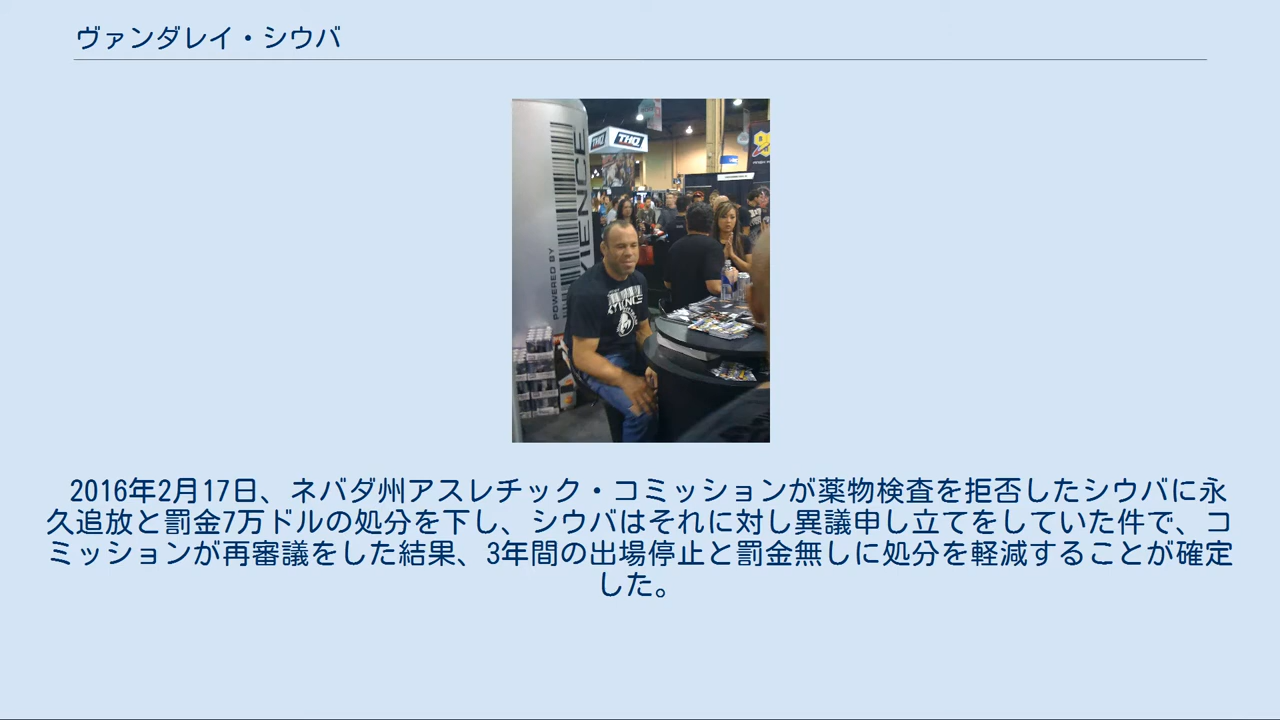 ヴァンダレイ・シウバ
THQ
THQ
POWERED BY
XIENCE
XYIENCE
2016年2月17日、ネバダ州アスレチック・コミッションが薬物検査を拒否したシウバに永
久追放と罰金7万ドルの処分を下し、シウバはそれに対し異議申し立てをしていた件で、コ
ミッションが再審議をした結果、3年間の出場停止と罰金無しに処分を軽減することが確定
した。